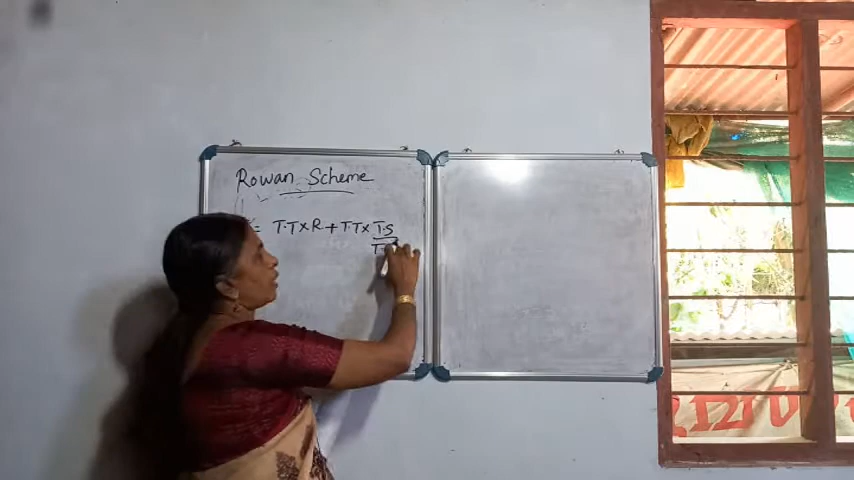 Rowan Scheme
= T.T x R + T.T x T.S
T.